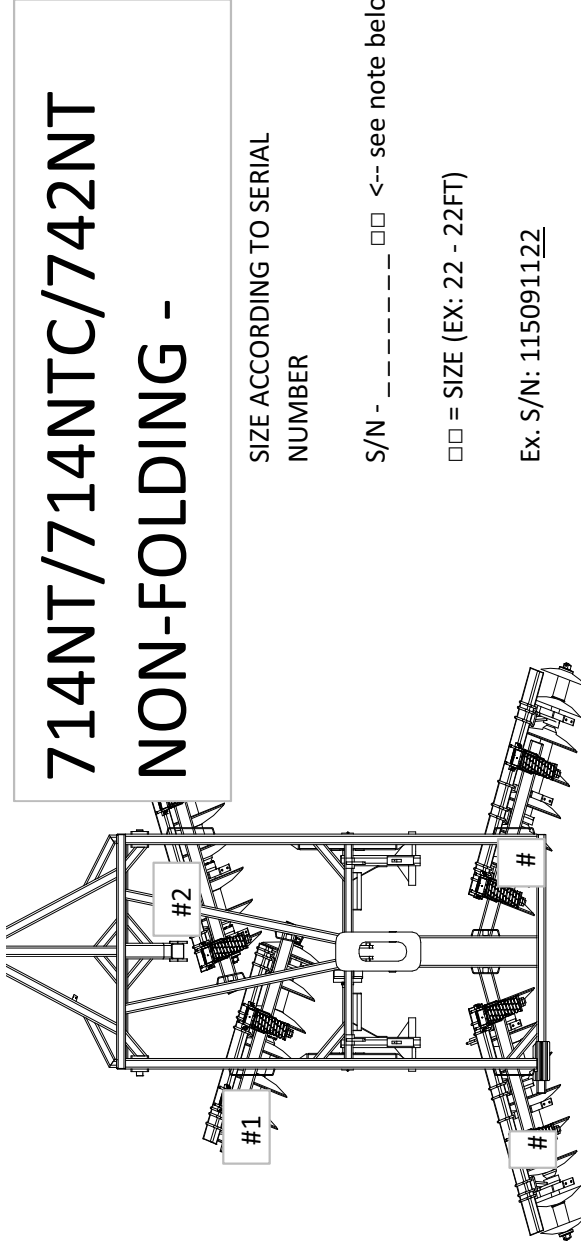 714NT/714NTC/742NT
NON-FOLDING -
SIZE ACCORDING TO SERIAL
NUMBER
S/N - _ _ _ _ _ _ _ _ □□ <-- see note belo
□□ = SIZE (EX: 22 - 22FT)
Ex. S/N: 115091122
#2
#1
#
#